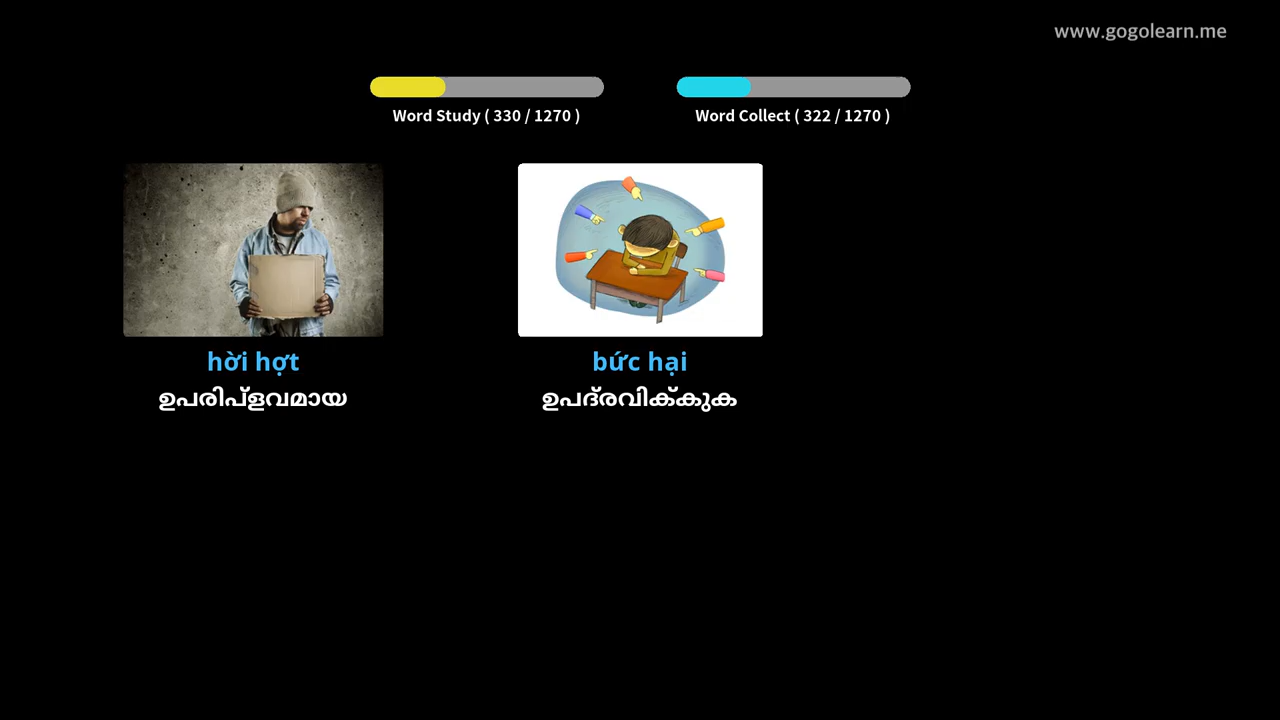 www.gogolearn.me
Word Study ( 330 / 1270 )
Word Collect ( 322 / 1270 )
hời hợt
ഉപരിപ്ളവമായ
bức hại
ഉപദ്രവിക്കുക